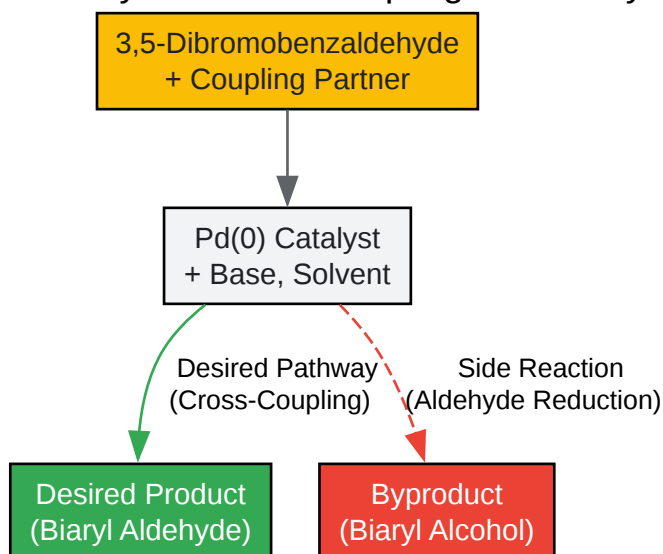 3,5-Dibromobenzaldehyde
+ Coupling Partner
Pd(0) Catalyst
+ Base, Solvent
Desired Pathway
(Cross-Coupling)
Side Reaction
(Aldehyde Reduction)
Desired Product
(Biaryl Aldehyde)
Byproduct
(Biaryl Alcohol)